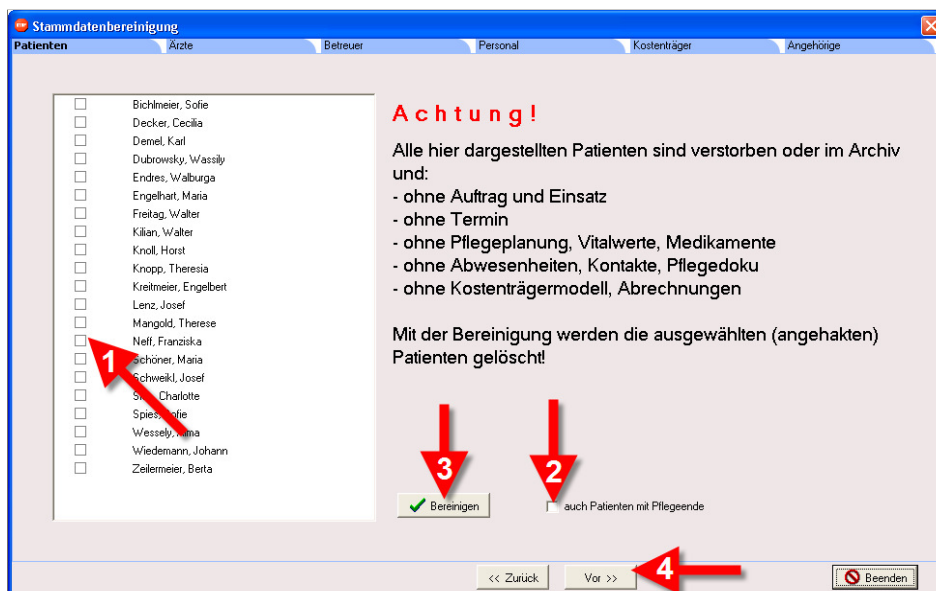 Stammdatenbereinigung
Patienten Ärzte Betreuer Personal Kostenträger Angehörige
Bichlmeier, Sofie
Decker, Cecilia
Demel, Karl
Dubrowsky, Wassily
Endres, Walburga
Engelhart, Maria
Freitag, Walter
Kilian, Walter
Knoll, Horst
Knopp, Theresia
Kreitmeier, Engelbert
Lenz, Josef
Mangold, Therese
Neff, Franziska
Schöner, Maria
Schweikl, Josef
Charlotte
Spies, Sofie
Wessely,
Wiedemann, Johann
Zeilermeier, Berta
1
Achtung!
Alle hier dargestellten Patienten sind verstorben oder im Archiv
und:
- ohne Auftrag und Einsatz
- ohne Termin
- ohne Pflegeplanung, Vitalwerte, Medikamente
- ohne Abwesenheiten, Kontakte, Pflegedoku
- ohne Kostenträgermodell, Abrechnungen
Mit der Bereinigung werden die ausgewählten (angehakten)
Patienten gelöscht!
3 2
Bereinigen auch Patienten mit Pflegeende
<< Zurück Vor >> 4 Beenden